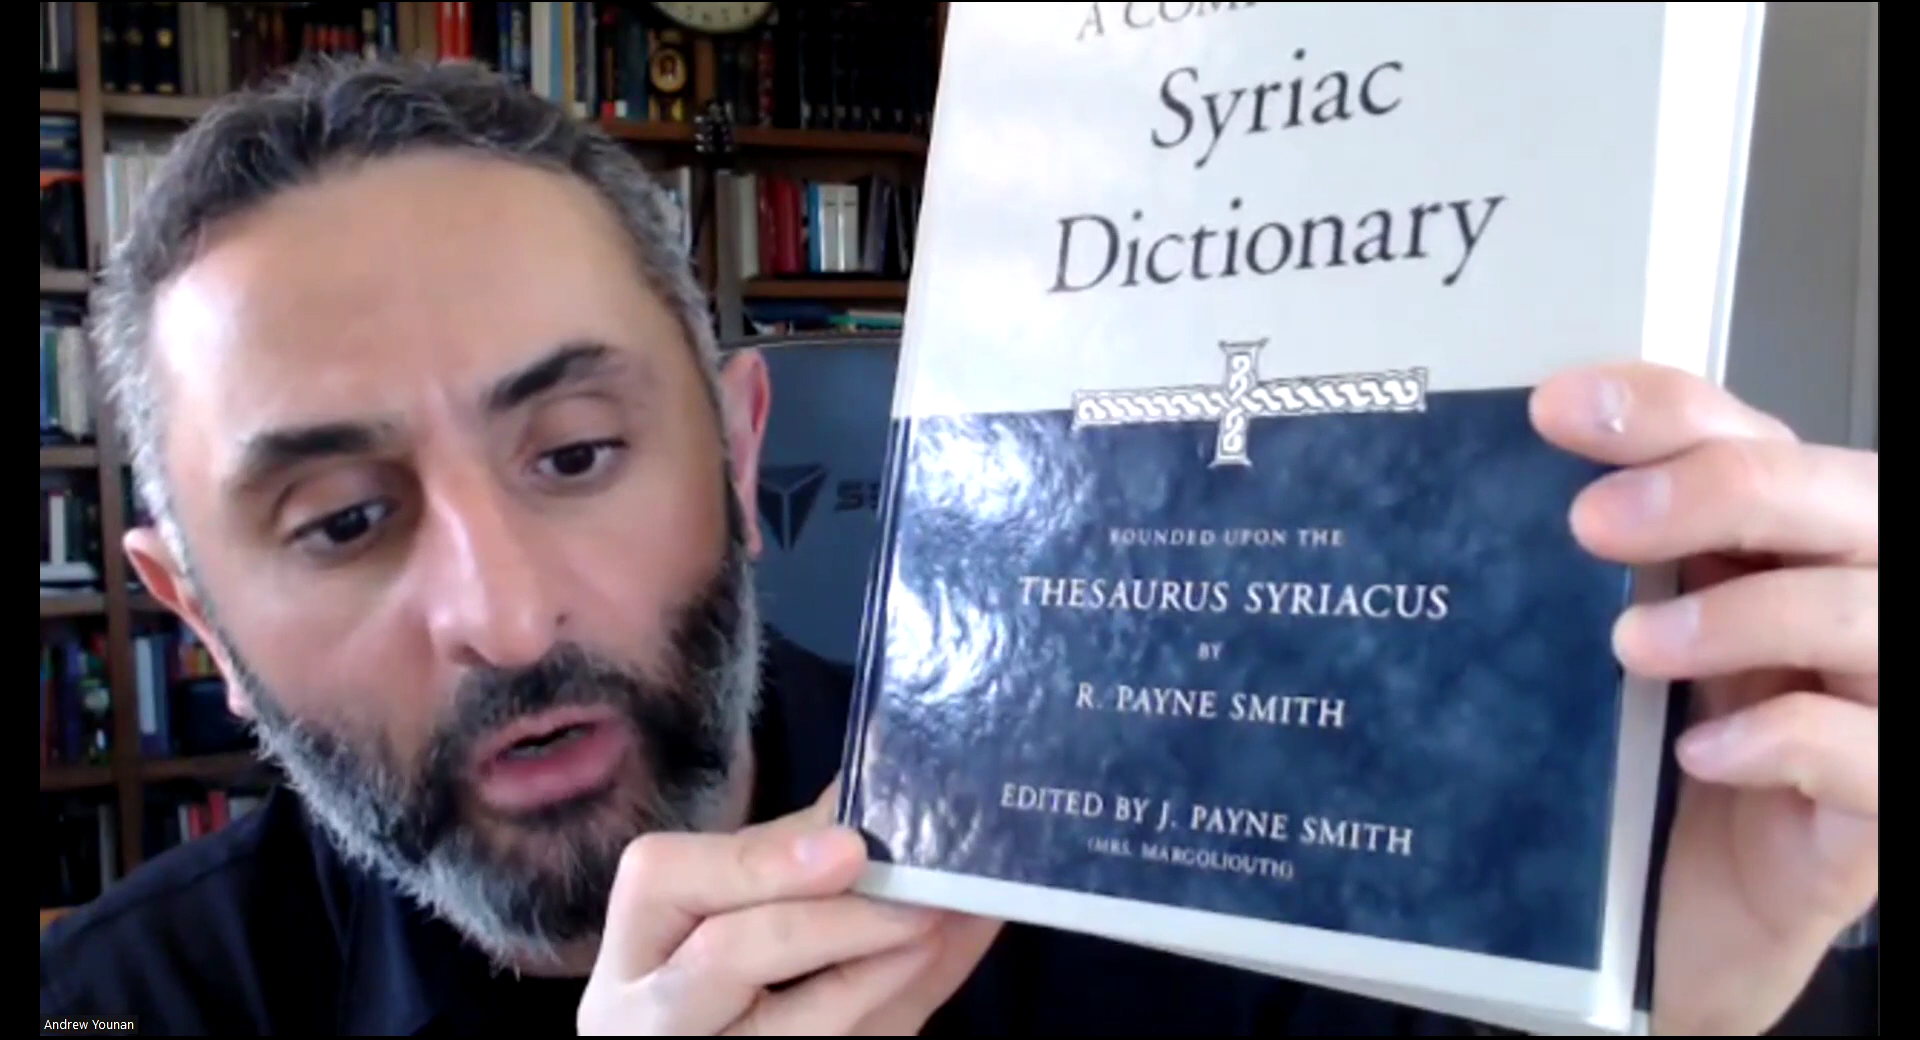 Syriac
Dictionary
FOUNDED UPON THE
THESAURUS SYRIACUS
BY
R. PAYNE SMITH
EDITED BY J. PAYNE SMITH
(MRS. MARGOLIOUTH)
Andrew Younan